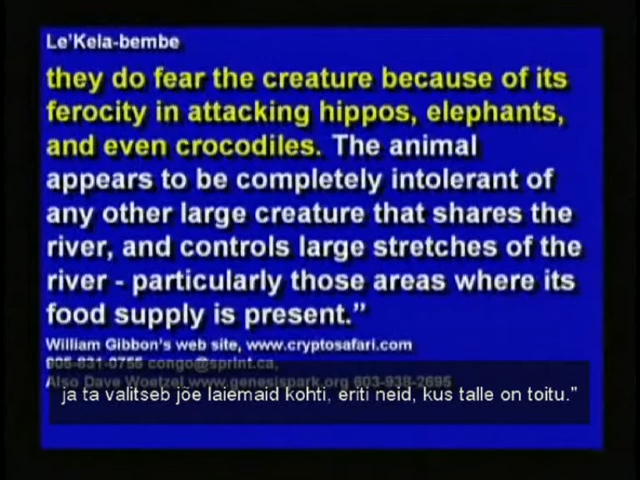 Le'Kela-bembe
they do fear the creature because of its
ferocity in attacking hippos, elephants,
and even crocodiles. The animal
appears to be completely intolerant of
any other large creature that shares the
river, and controls large stretches of the
river - particularly those areas where its
food supply is present.”
William Gibbon's web site, www.cryptosafari.com
905-831-0755 congo@sprint.ca,
Also Dave Woetzel www.genesispark.org 603-938-2695
ja ta valitseb jõe laiemaid kohti, eriti neid, kus talle on toitu."